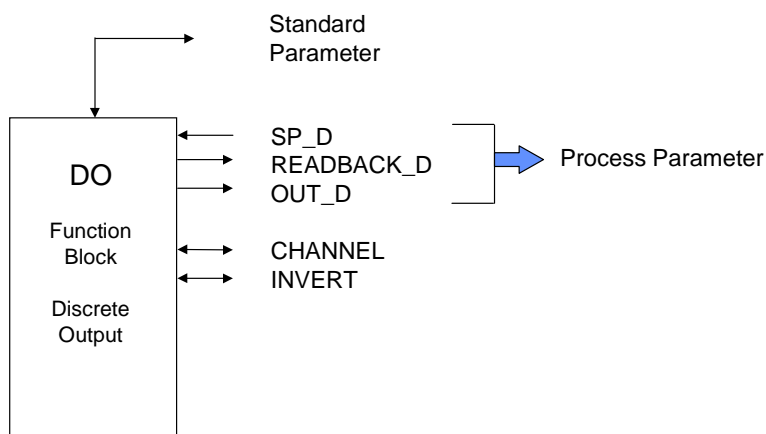 Standard
Parameter
SP_D
READBACK_D
OUT_D
Process Parameter
DO
Function
Block
CHANNEL
INVERT
Discrete
Output